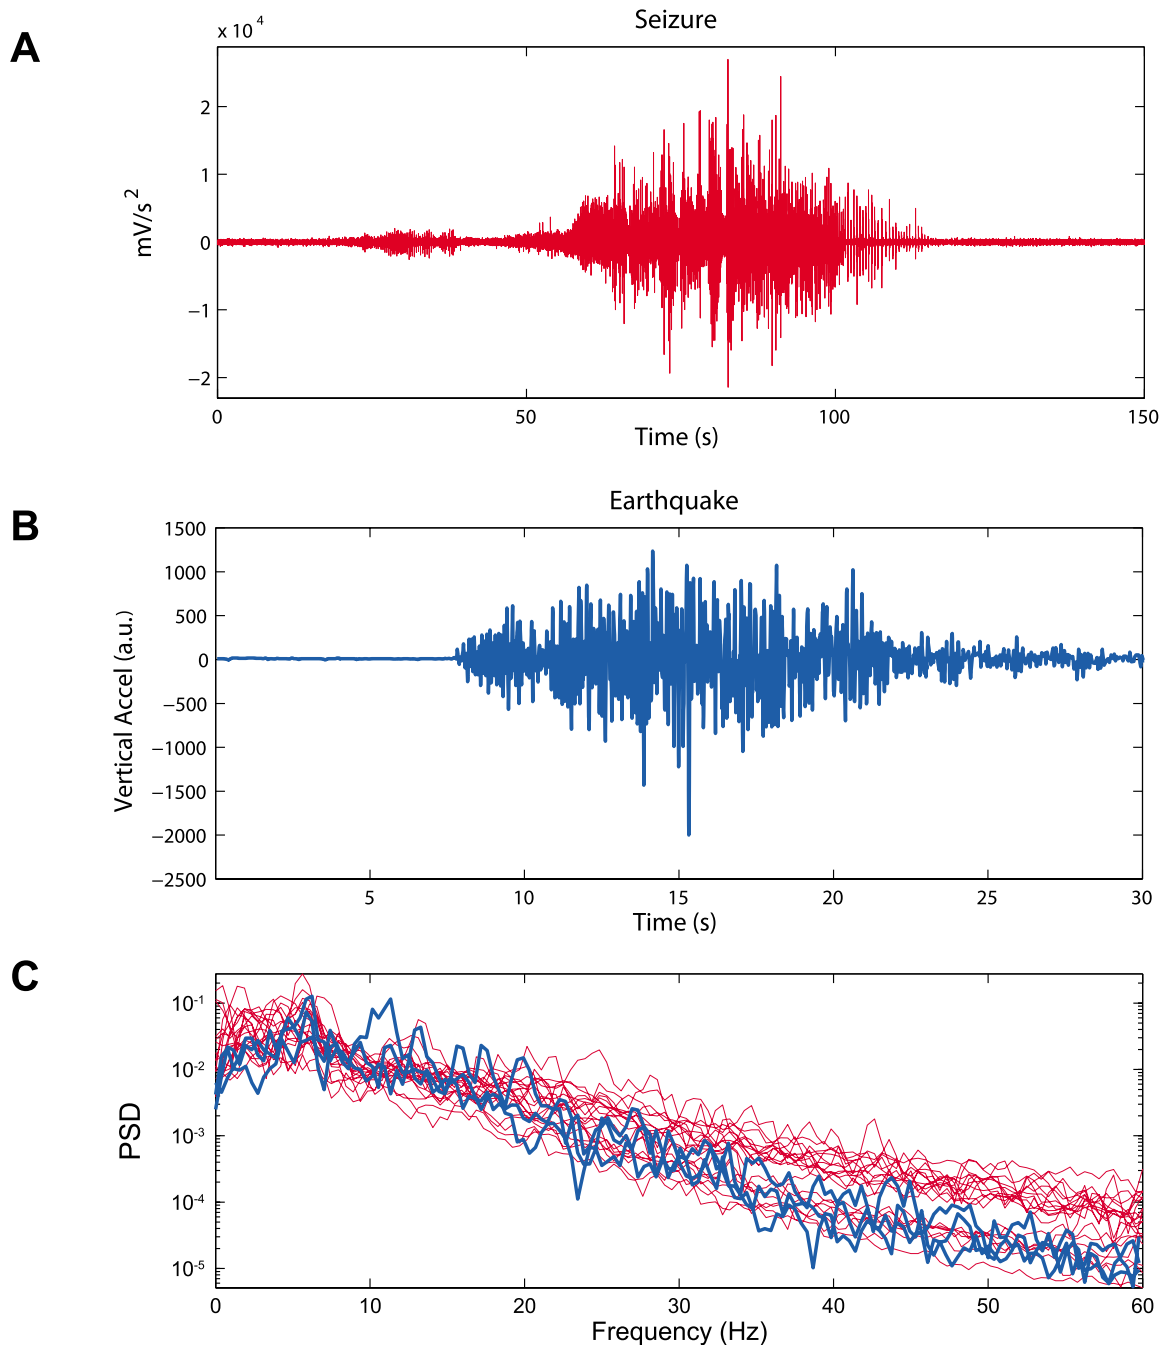 A
Seizure
x 10 4
2
1
0
−1
−2
mV/s 2
0 50 100 150
Time (s)
B
Earthquake
1500
1000
500
0
−500
−1000
−1500
−2000
−2500
Vertical Accel (a.u.)
5 10 15 20 25 30
Time (s)
C
10-1
10-2
10-3
10-4
10-5
PSD
0 10 20 30 40 50 60
Frequency (Hz)